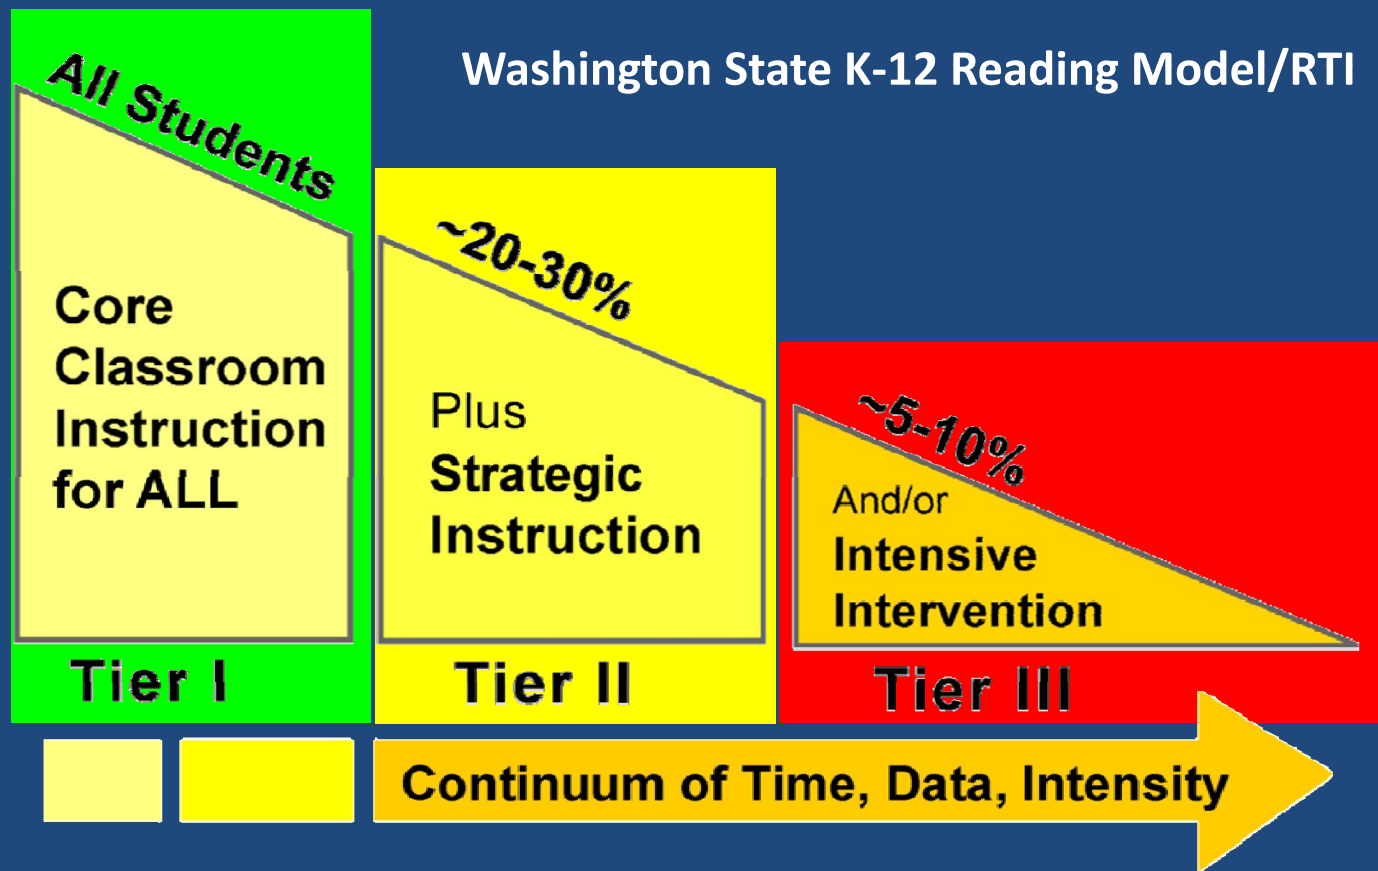 Washington State K-12 Reading Model/RTI
All Students
Core
Classroom
Instruction
for ALL
Tier I
~20-30%
Plus
Strategic
Instruction
Tier II
~5-10%
And/or
Intensive
Intervention
Tier III
Continuum of Time, Data, Intensity